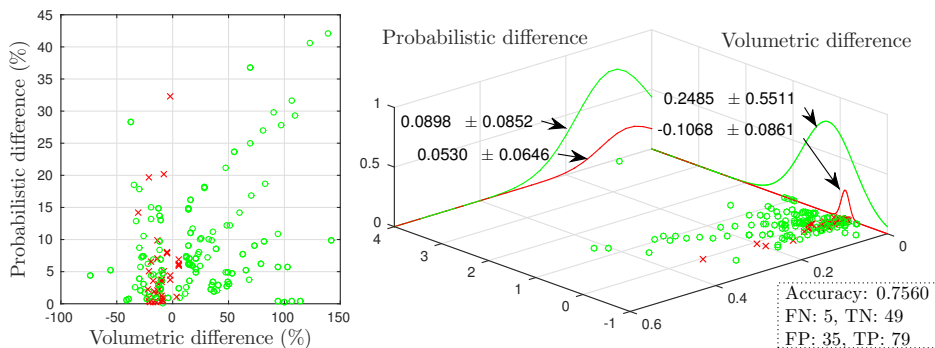 45
40
35
30
25
20
15
10
5
0
Probabilistic difference (%)
-100
-50
0
50
100
150
Volumetric difference (%)
Probabilistic difference
Volumetric difference
1
0.5
0
0.0898 ± 0.0852
0.0530 ± 0.0646
0.2485 ± 0.5511
-0.1068 ± 0.0861
4
3
2
1
0
-1
0.6
0.4
0.2
0
Accuracy: 0.7560
FN: 5, TN: 49
FP: 35, TP: 79